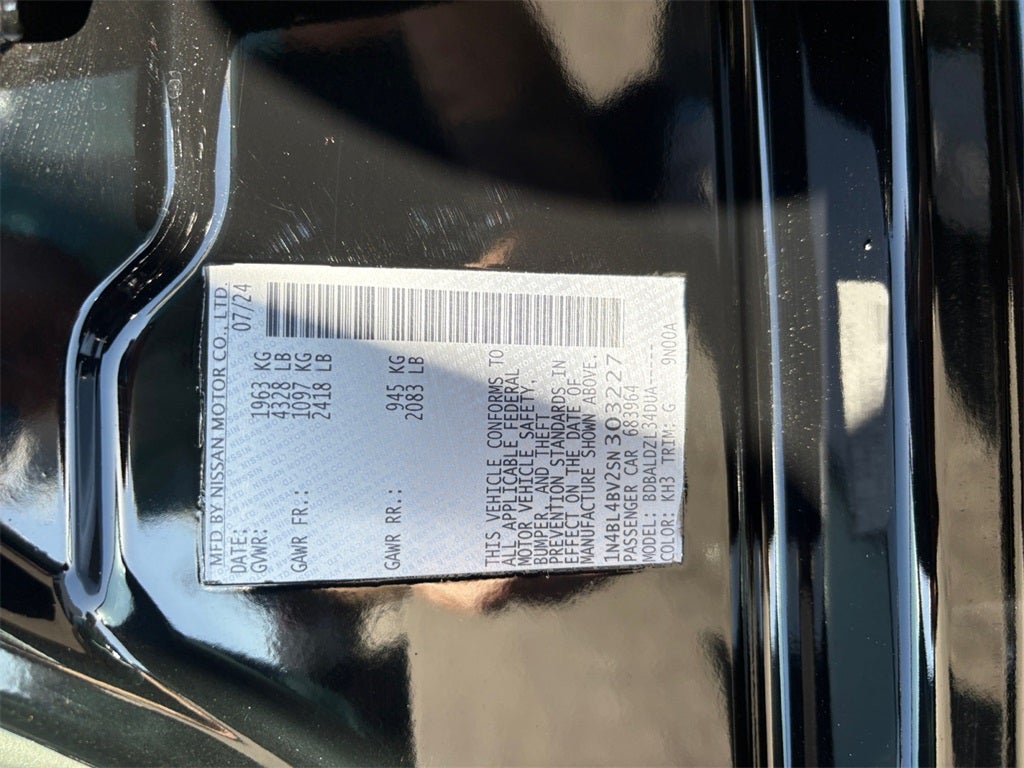 MFD BY NISSAN MOTOR CO., LTD.
DATE: 07/24
GVWR: 1963 KG
4328 LB
GAWR FR.: 1097 KG
2418 LB
GAWR RR.: 945 KG
2083 LB
THIS VEHICLE CONFORMS TO
ALL APPLICABLE FEDERAL
MOTOR VEHICLE SAFETY,
BUMPER, AND THEFT
PREVENTION STANDARDS IN
EFFECT ON THE DATE OF
MANUFACTURE SHOWN ABOVE.
1N4BL4BV2SN303227
PASSENGER CAR 683964
MODEL: BDBALDZL34DUA-----
COLOR: KH3 TRIM: G 9N00A